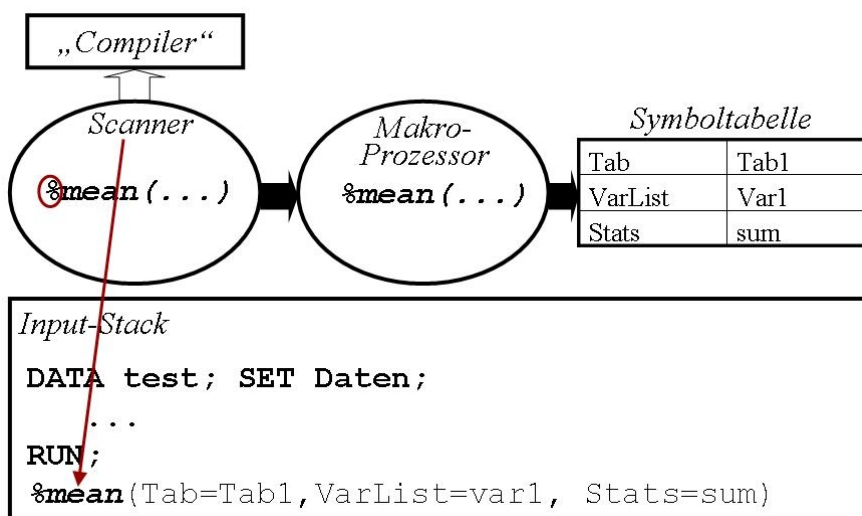 „Compiler“
Scanner
%mean(...)
Makro-
Prozessor
%mean(...)
Symboltabelle
Tab Tab1
VarList Var1
Stats sum
Input-Stack
DATA test; SET Daten;
...
RUN;
%mean(Tab=Tab1,VarList=var1, Stats=sum)